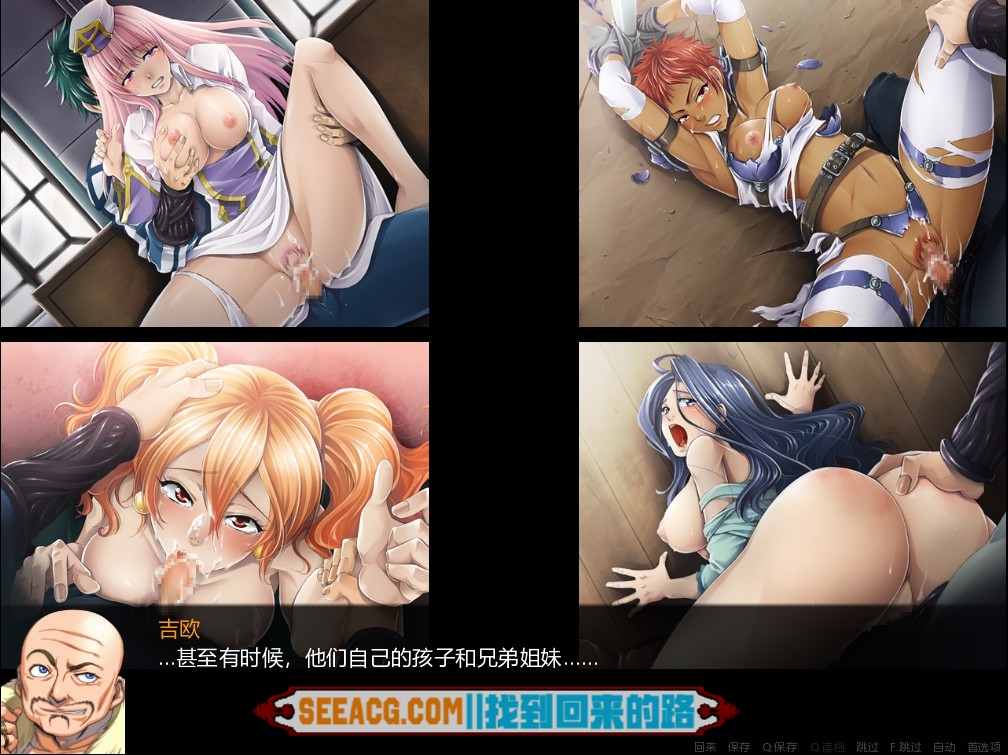 吉欧
...甚至有时候，他们自己的孩子和兄弟姐妹......
SEEACG.COM||找到回来的路
回来 保存 Q.保存 Q.读档 跳过 F.跳过 自动 首选项